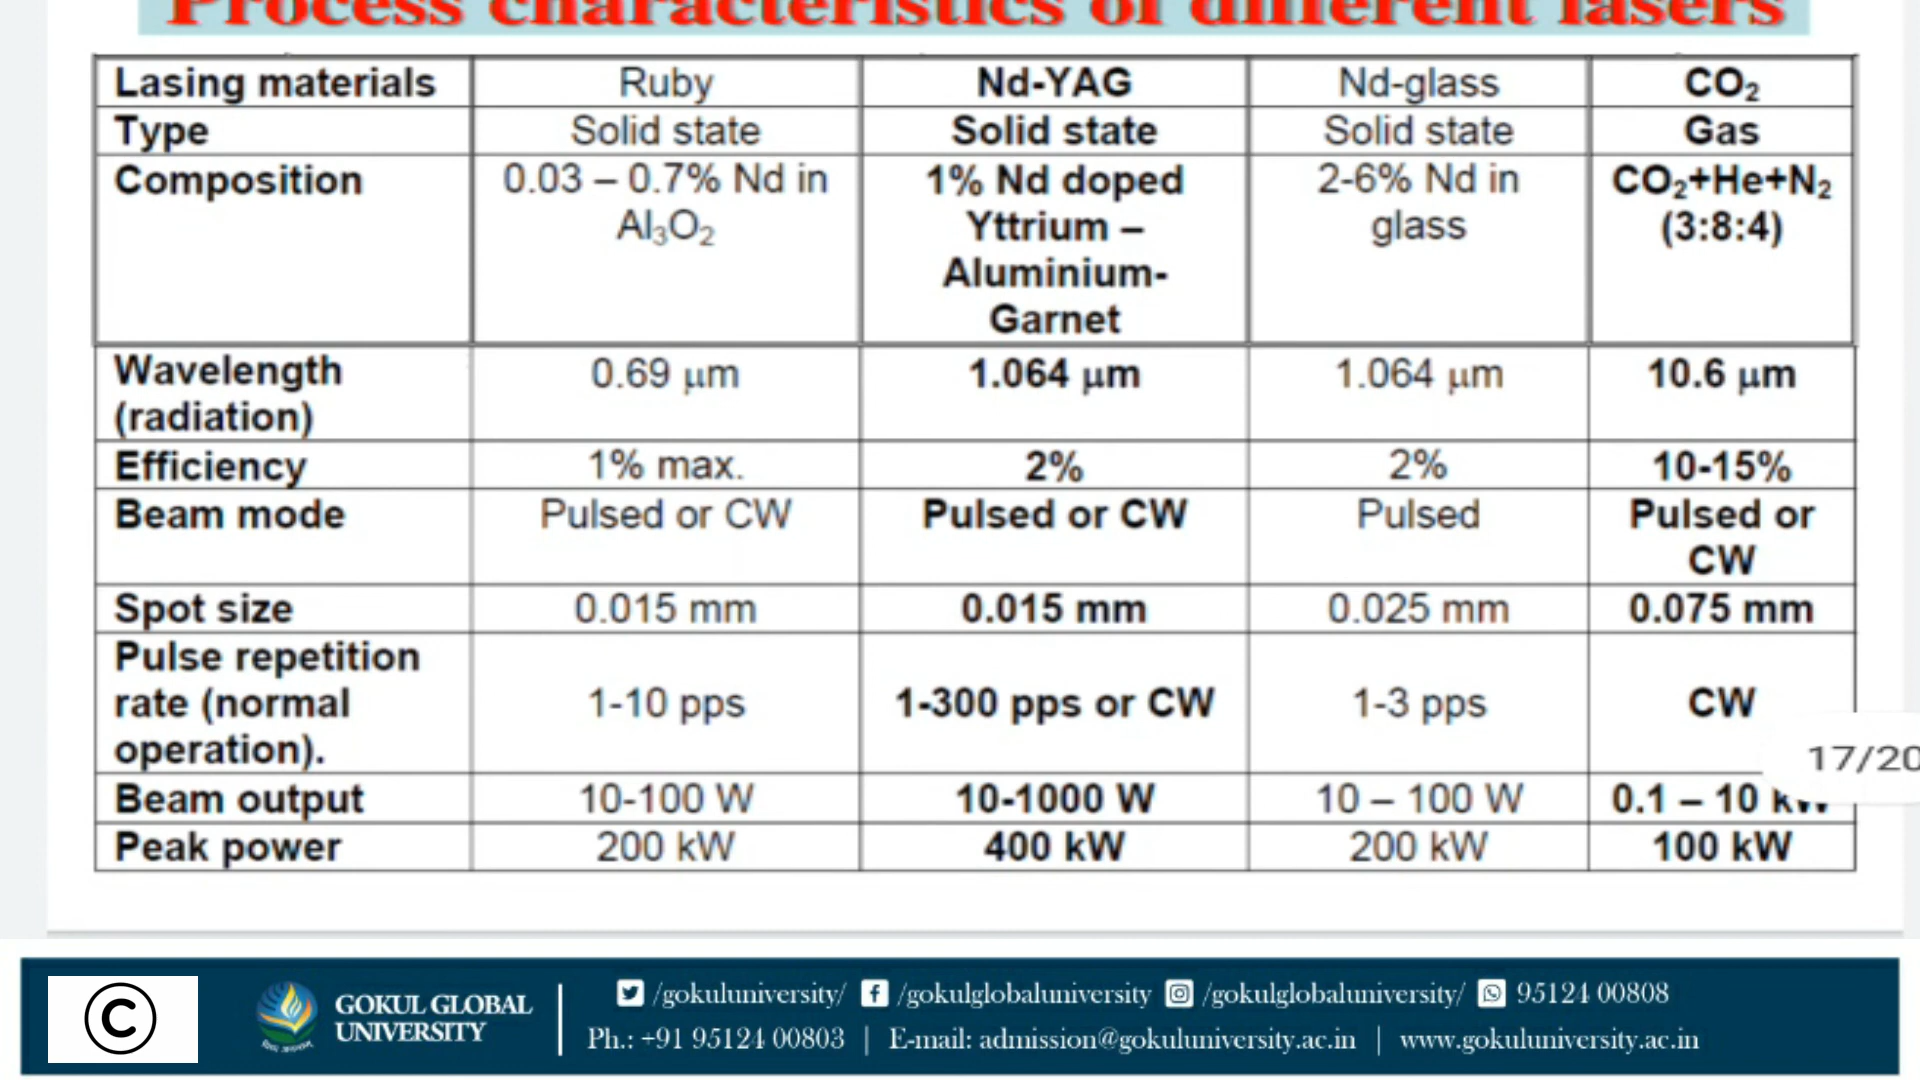 Process characteristics of different lasers
Lasing materials Ruby Nd-YAG Nd-glass CO₂
Type Solid state Solid state Solid state Gas
Composition 0.03 – 0.7% Nd in 1% Nd doped 2-6% Nd in CO₂+He+N₂
Al₃O₂ Yttrium – glass (3:8:4)
Aluminium-
Garnet
Wavelength 0.69 μm 1.064 μm 1.064 μm 10.6 μm
(radiation)
Efficiency 1% max. 2% 2% 10-15%
Beam mode Pulsed or CW Pulsed or CW Pulsed Pulsed or
CW
Spot size 0.015 mm 0.015 mm 0.025 mm 0.075 mm
Pulse repetition
rate (normal 1-10 pps 1-300 pps or CW 1-3 pps CW
operation).
17/20
Beam output 10-100 W 10-1000 W 10 – 100 W 0.1 – 10 kW
Peak power 200 kW 400 kW 200 kW 100 kW
©
GOKUL GLOBAL
UNIVERSITY
/gokuluniversity/ /gokulglobaluniversity /gokulglobaluniversity/ 95124 00808
Ph.: +91 95124 00803 | E-mail: admission@gokuluniversity.ac.in | www.gokuluniversity.ac.in